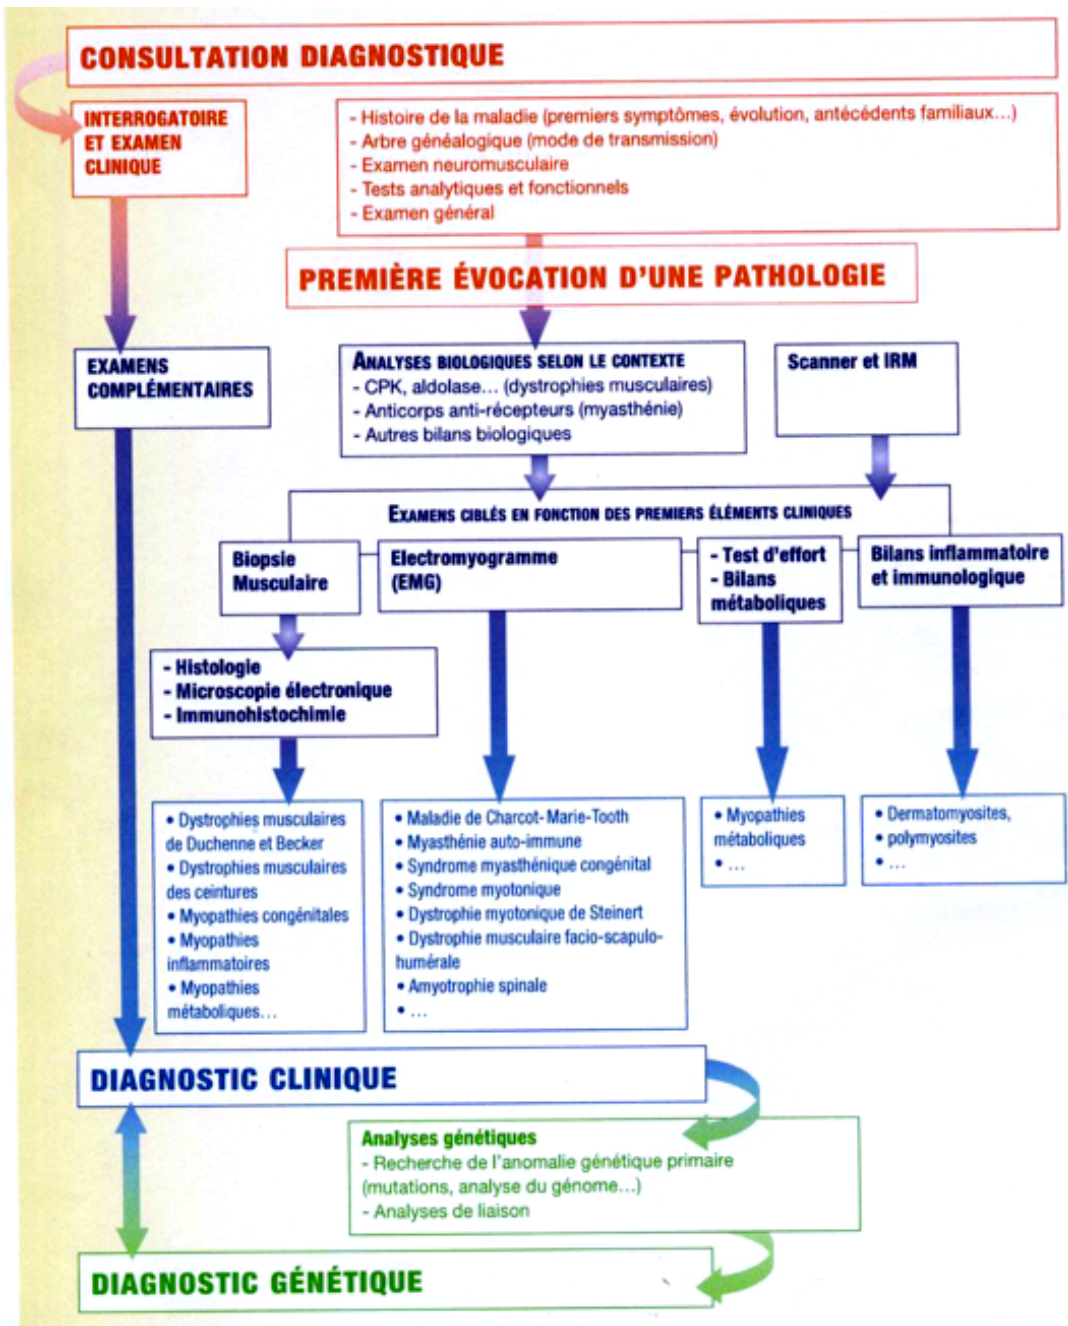 CONSULTATION DIAGNOSTIQUE
INTERROGATOIRE
ET EXAMEN
CLINIQUE
- Histoire de la maladie (premiers symptômes, évolution, antécédents familiaux...)
- Arbre généalogique (mode de transmission)
- Examen neuromusculaire
- Tests analytiques et fonctionnels
- Examen général
PREMIÈRE ÉVOCATION D'UNE PATHOLOGIE
EXAMENS
COMPLÉMENTAIRES
ANALYSES BIOLOGIQUES SELON LE CONTEXTE
- CPK, aldolase... (dystrophies musculaires)
- Anticorps anti-récepteurs (myasthénie)
- Autres bilans biologiques
Scanner et IRM
EXAMENS CIBLÉS EN FONCTION DES PREMIERS ÉLÉMENTS CLINIQUES
Biopsie
Musculaire
Electromyogramme
(EMG)
- Test d'effort
- Bilans
métaboliques
Bilans inflammatoire
et immunologique
- Histologie
- Microscopie électronique
- Immunohistochimie
• Dystrophies musculaires
de Duchenne et Becker
• Dystrophies musculaires
des ceintures
• Myopathies congénitales
• Myopathies
inflammatoires
• Myopathies
métaboliques...
• Maladie de Charcot-Marie-Tooth
• Myasthénie auto-immune
• Syndrome myasthénique congénital
• Syndrome myotonique
• Dystrophie myotonique de Steinert
• Dystrophie musculaire facio-scapulo-
humérale
• Amyotrophie spinale
• ...
• Myopathies
métaboliques
• ...
• Dermatomyosites,
• polymyosites
• ...
DIAGNOSTIC CLINIQUE
Analyses génétiques
- Recherche de l'anomalie génétique primaire
(mutations, analyse du génome...)
- Analyses de liaison
DIAGNOSTIC GÉNÉTIQUE